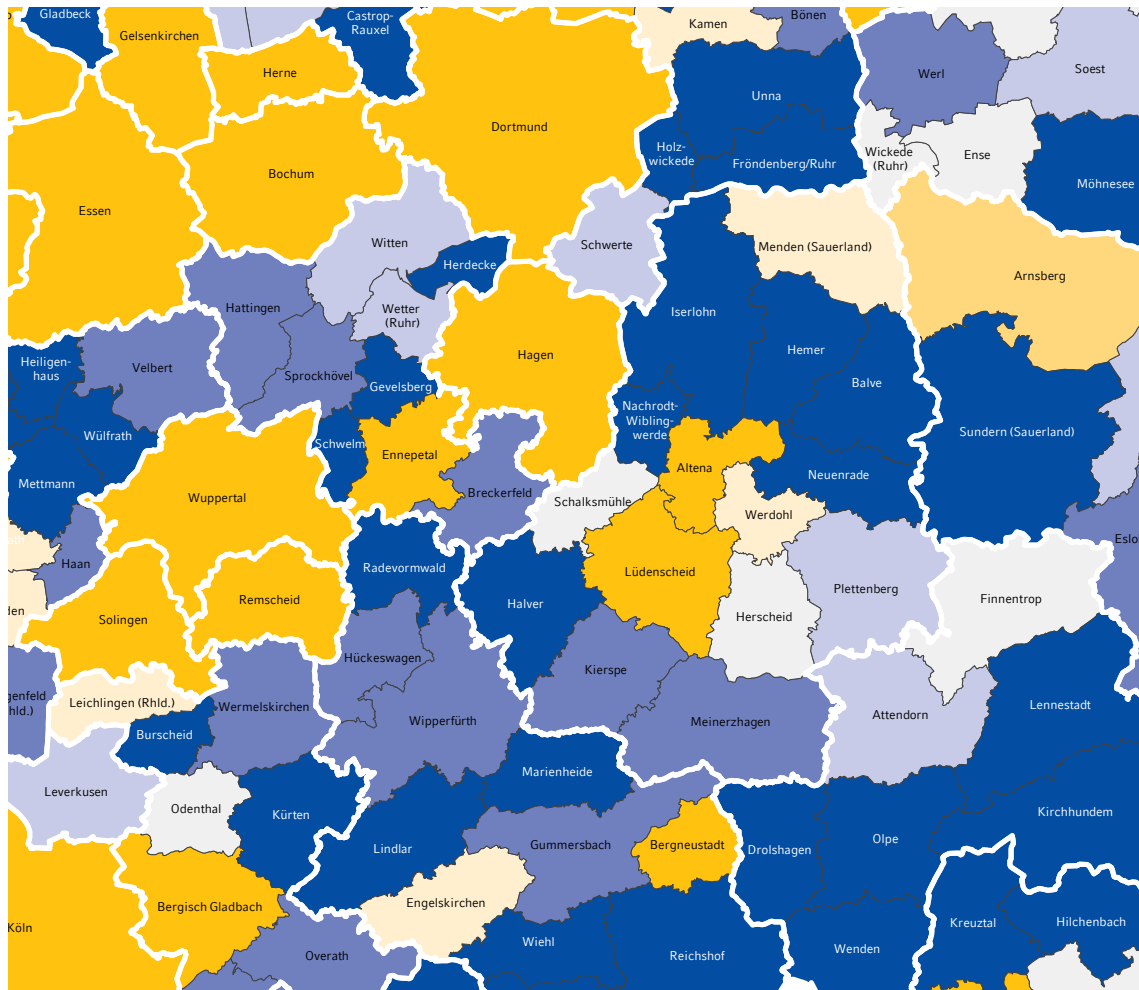 Gladbeck
Castrop-
Rauxel
Kamen
Bönen
Gelsenkirchen
Herne
Werl
Soest
Unna
Dortmund
Holz-
wickede
Fröndenberg/Ruhr
Wickede
(Ruhr)
Ense
Bochum
Möhnesee
Essen
Witten
Schwerte
Menden (Sauerland)
Herdecke
Arnsberg
Hattingen
Wetter
(Ruhr)
Iserlohn
Heiligen-
haus
Velbert
Sprockhövel
Hagen
Hemer
Gevelsberg
Balve
Nachrodt-
Wibling-
werde
Wülfrath
Schwelm
Ennepetal
Sundern (Sauerland)
Mettmann
Wuppertal
Breckerfeld
Altena
Neuenrade
Schalksmühle
Werdohl
Eslo
Haan
Radevormwald
Lüdenscheid
den
Solingen
Remscheid
Halver
Herscheid
Plettenberg
Finnentrop
Hückeswagen
Kierspe
genfeld
hld.)
Leichlingen (Rhld.)
Wermelskirchen
Wipperfürth
Meinerzhagen
Attendorn
Lennestadt
Burscheid
Marienheide
Leverkusen
Odenthal
Kürten
Kirchhundem
Lindlar
Gummersbach
Bergneustadt
Drolshagen
Olpe
Bergisch Gladbach
Engelskirchen
Köln
Kreuztal
Hilchenbach
Overath
Wiehl
Reichshof
Wenden